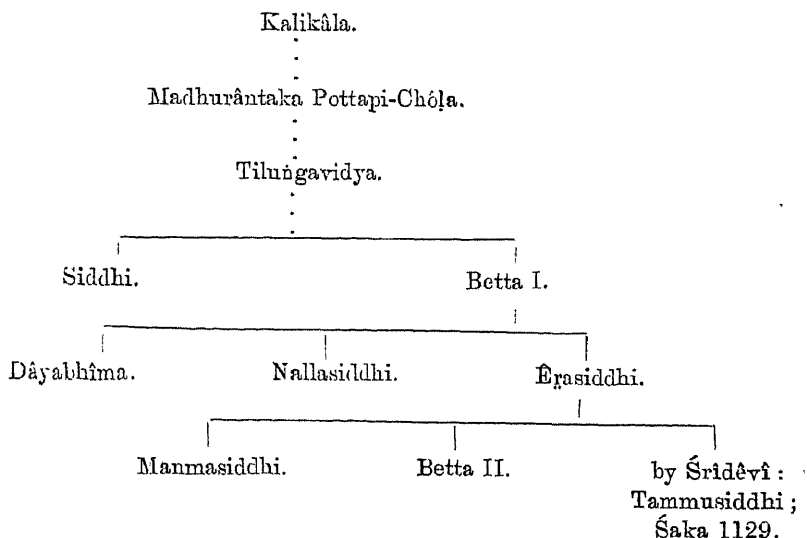 Kalikâla.
Madhurântaka Pottapi-Chôḷa.
Tiluṅgavidya.
Siddhi. Betta I.
Dâyabhîma. Nallasiddhi. Êṟasiddhi.
Manmasiddhi. Betta II. by Śrîdêvî:
Tammusiddhi;
Śaka 1129.